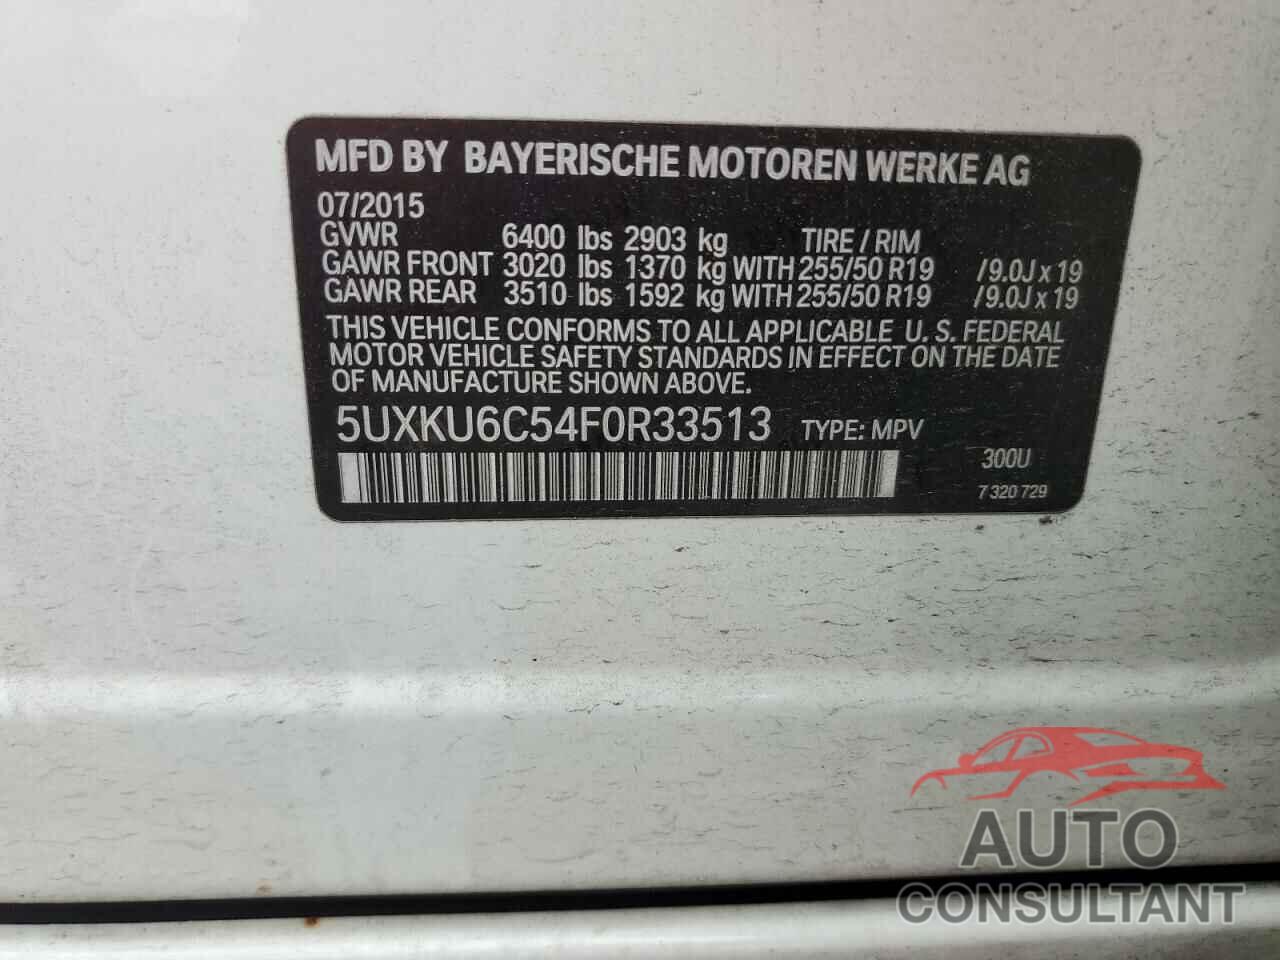 MFD BY BAYERISCHE MOTOREN WERKE AG
07/2015
GVWR 6400 lbs 2903 kg TIRE / RIM
GAWR FRONT 3020 lbs 1370 kg WITH 255/50 R19 /9.0J x 19
GAWR REAR 3510 lbs 1592 kg WITH 255/50 R19 /9.0J x 19
THIS VEHICLE CONFORMS TO ALL APPLICABLE U. S. FEDERAL
MOTOR VEHICLE SAFETY STANDARDS IN EFFECT ON THE DATE
OF MANUFACTURE SHOWN ABOVE.
5UXKU6C54F0R33513 TYPE: MPV
300U
7 320 729
AUTO
CONSULTANT